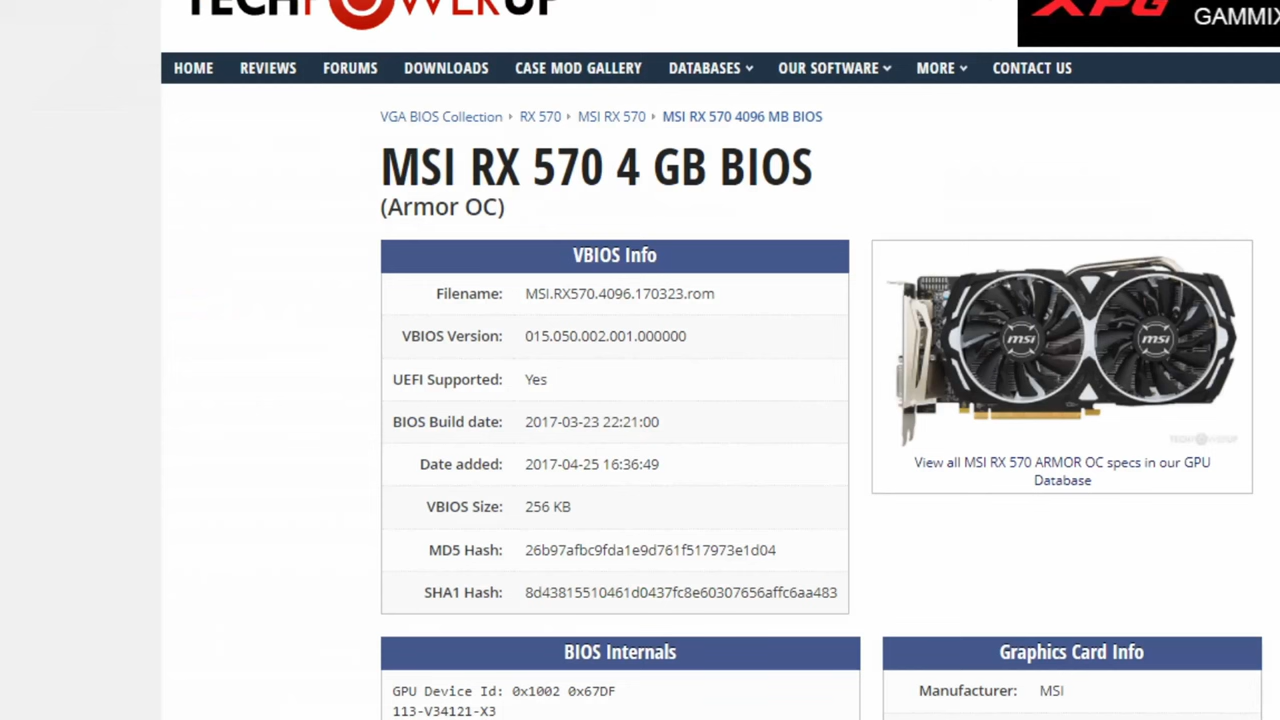 TECHPOWERUP
XPG
GAMMIX
HOME REVIEWS FORUMS DOWNLOADS CASE MOD GALLERY DATABASES OUR SOFTWARE MORE CONTACT US
VGA BIOS Collection RX 570 MSI RX 570 MSI RX 570 4096 MB BIOS
MSI RX 570 4 GB BIOS
(Armor OC)
VBIOS Info
Filename: MSI.RX570.4096.170323.rom
VBIOS Version: 015.050.002.001.000000
UEFI Supported: Yes
BIOS Build date: 2017-03-23 22:21:00
Date added: 2017-04-25 16:36:49
VBIOS Size: 256 KB
MD5 Hash: 26b97afbc9fda1e9d761f517973e1d04
SHA1 Hash: 8d43815510461d0437fc8e60307656affc6aa483
msi msi
TECHPOWERUP
View all MSI RX 570 ARMOR OC specs in our GPU
Database
BIOS Internals
GPU Device Id: 0x1002 0x67DF
113-V34121-X3
Graphics Card Info
Manufacturer: MSI